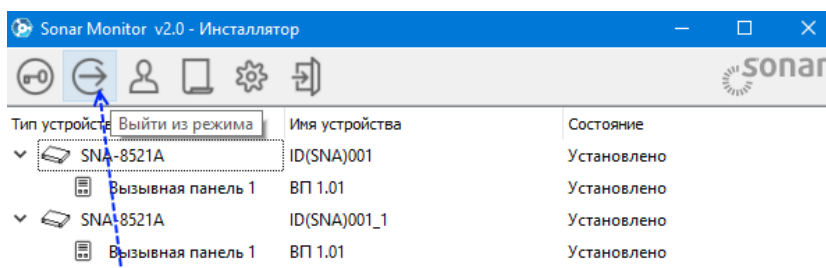 Sonar Monitor v2.0 - Инсталлятор
sonar
Тип устройств Имя устройства Состояние
Выйти из режима
SNA-8521A ID(SNA)001 Установлено
Вызывная панель 1 ВП 1.01 Установлено
SNA-8521A ID(SNA)001_1 Установлено
Вызывная панель 1 ВП 1.01 Установлено